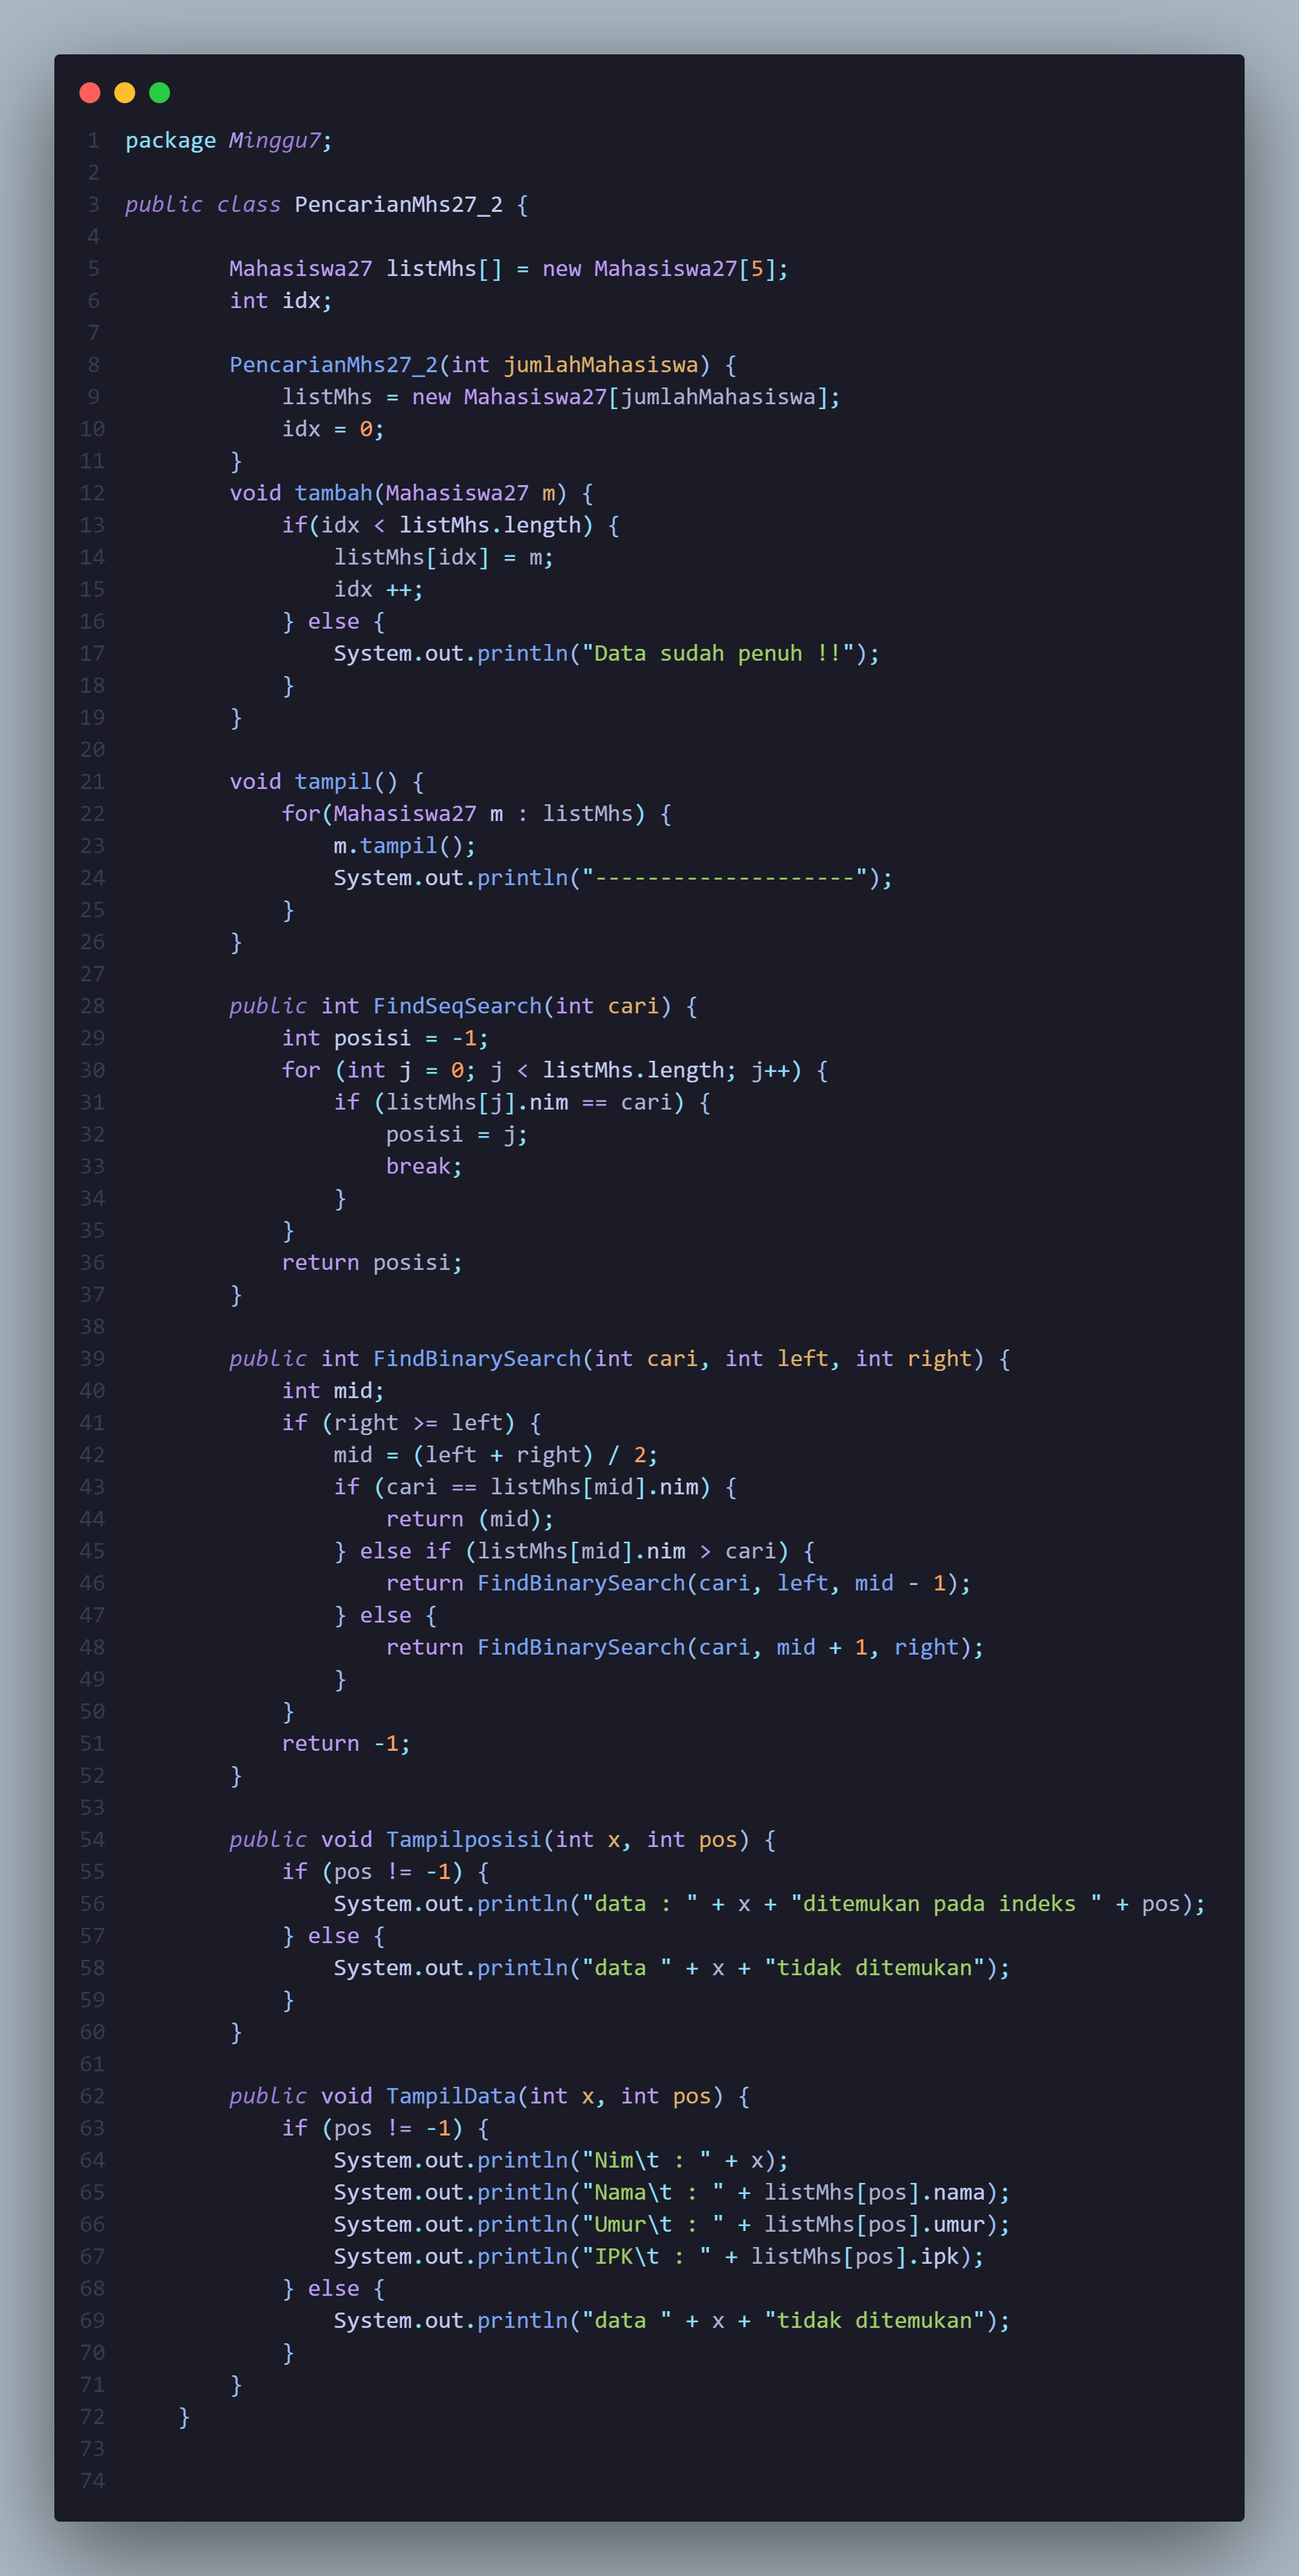 1 package Minggu7;
2
3 public class PencarianMhs27_2 {
4
5         Mahasiswa27 listMhs[] = new Mahasiswa27[5];
6         int idx;
7
8         PencarianMhs27_2(int jumlahMahasiswa) {
9             listMhs = new Mahasiswa27[jumlahMahasiswa];
10             idx = 0;
11         }
12         void tambah(Mahasiswa27 m) {
13             if(idx < listMhs.length) {
14                 listMhs[idx] = m;
15                 idx ++;
16             } else {
17                 System.out.println("Data sudah penuh !!");
18             }
19         }
20
21         void tampil() {
22             for(Mahasiswa27 m : listMhs) {
23                 m.tampil();
24                 System.out.println("--------------------");
25             }
26         }
27
28         public int FindSeqSearch(int cari) {
29             int posisi = -1;
30             for (int j = 0; j < listMhs.length; j++) {
31                 if (listMhs[j].nim == cari) {
32                     posisi = j;
33                     break;
34                 }
35             }
36             return posisi;
37         }
38
39         public int FindBinarySearch(int cari, int left, int right) {
40             int mid;
41             if (right >= left) {
42                 mid = (left + right) / 2;
43                 if (cari == listMhs[mid].nim) {
44                     return (mid);
45                 } else if (listMhs[mid].nim > cari) {
46                     return FindBinarySearch(cari, left, mid - 1);
47                 } else {
48                     return FindBinarySearch(cari, mid + 1, right);
49                 }
50             }
51             return -1;
52         }
53
54         public void Tampilposisi(int x, int pos) {
55             if (pos != -1) {
56                 System.out.println("data : " + x + "ditemukan pada indeks " + pos);
57             } else {
58                 System.out.println("data " + x + "tidak ditemukan");
59             }
60         }
61
62         public void TampilData(int x, int pos) {
63             if (pos != -1) {
64                 System.out.println("Nim\t : " + x);
65                 System.out.println("Nama\t : " + listMhs[pos].nama);
66                 System.out.println("Umur\t : " + listMhs[pos].umur);
67                 System.out.println("IPK\t : " + listMhs[pos].ipk);
68             } else {
69                 System.out.println("data " + x + "tidak ditemukan");
70             }
71         }
72     }
73
74